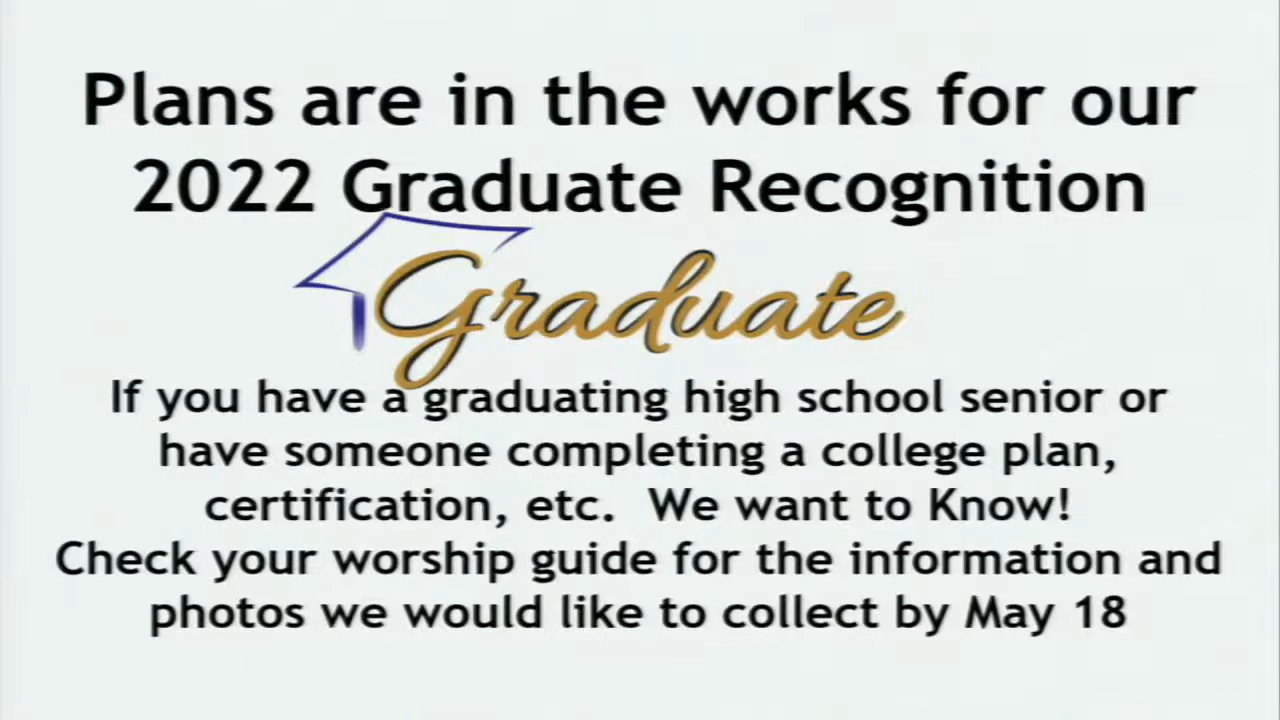 Plans are in the works for our
2022 Graduate Recognition
Graduate
If you have a graduating high school senior or
have someone completing a college plan,
certification, etc.  We want to Know!
Check your worship guide for the information and
photos we would like to collect by May 18